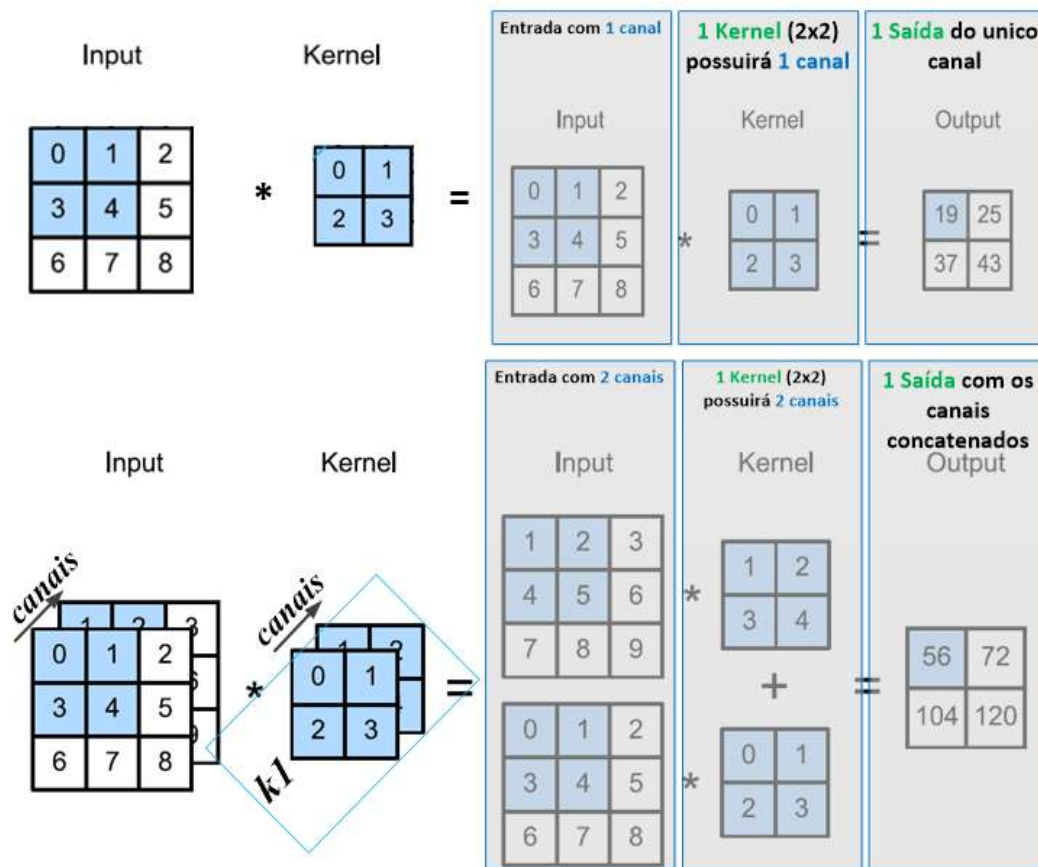 Input
Kernel
0 1 2
3 4 5
6 7 8
*
0 1
2 3
=
Entrada com 1 canal
Input
0 1 2
3 4 5
6 7 8
*
1 Kernel (2x2)
possuirá 1 canal
Kernel
0 1
2 3
=
1 Saída do unico
canal
Output
19 25
37 43
Input
Kernel
canais
1 2 3
0 1 2
3 4 5
6 7 8
*
canais
1 2
0 1
2 3
k1
=
Entrada com 2 canais
Input
1 2 3
4 5 6
7 8 9
*
0 1 2
3 4 5
6 7 8
*
1 Kernel (2x2)
possuirá 2 canais
Kernel
1 2
3 4
+
0 1
2 3
=
1 Saída com os
canais
concatenados
Output
56 72
104 120